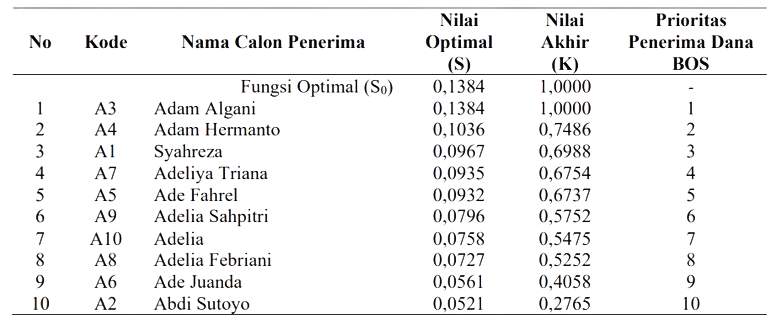 No Kode Nama Calon Penerima Nilai Optimal (S) Nilai Akhir (K) Prioritas Penerima Dana BOS
Fungsi Optimal (S₀) 0,1384 1,0000 -
1 A3 Adam Algani 0,1384 1,0000 1
2 A4 Adam Hermanto 0,1036 0,7486 2
3 A1 Syahreza 0,0967 0,6988 3
4 A7 Adeliya Triana 0,0935 0,6754 4
5 A5 Ade Fahrel 0,0932 0,6737 5
6 A9 Adelia Sahpitri 0,0796 0,5752 6
7 A10 Adelia 0,0758 0,5475 7
8 A8 Adelia Febriani 0,0727 0,5252 8
9 A6 Ade Juanda 0,0561 0,4058 9
10 A2 Abdi Sutoyo 0,0521 0,2765 10